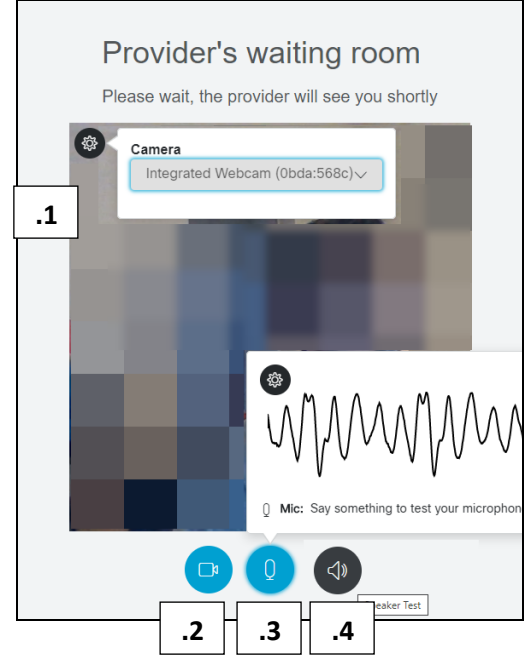 Provider's waiting room
Please wait, the provider will see you shortly
Camera
Integrated Webcam (0bda:568c)
.1
Mic: Say something to test your microphon
eaker Test
.2
.3
.4